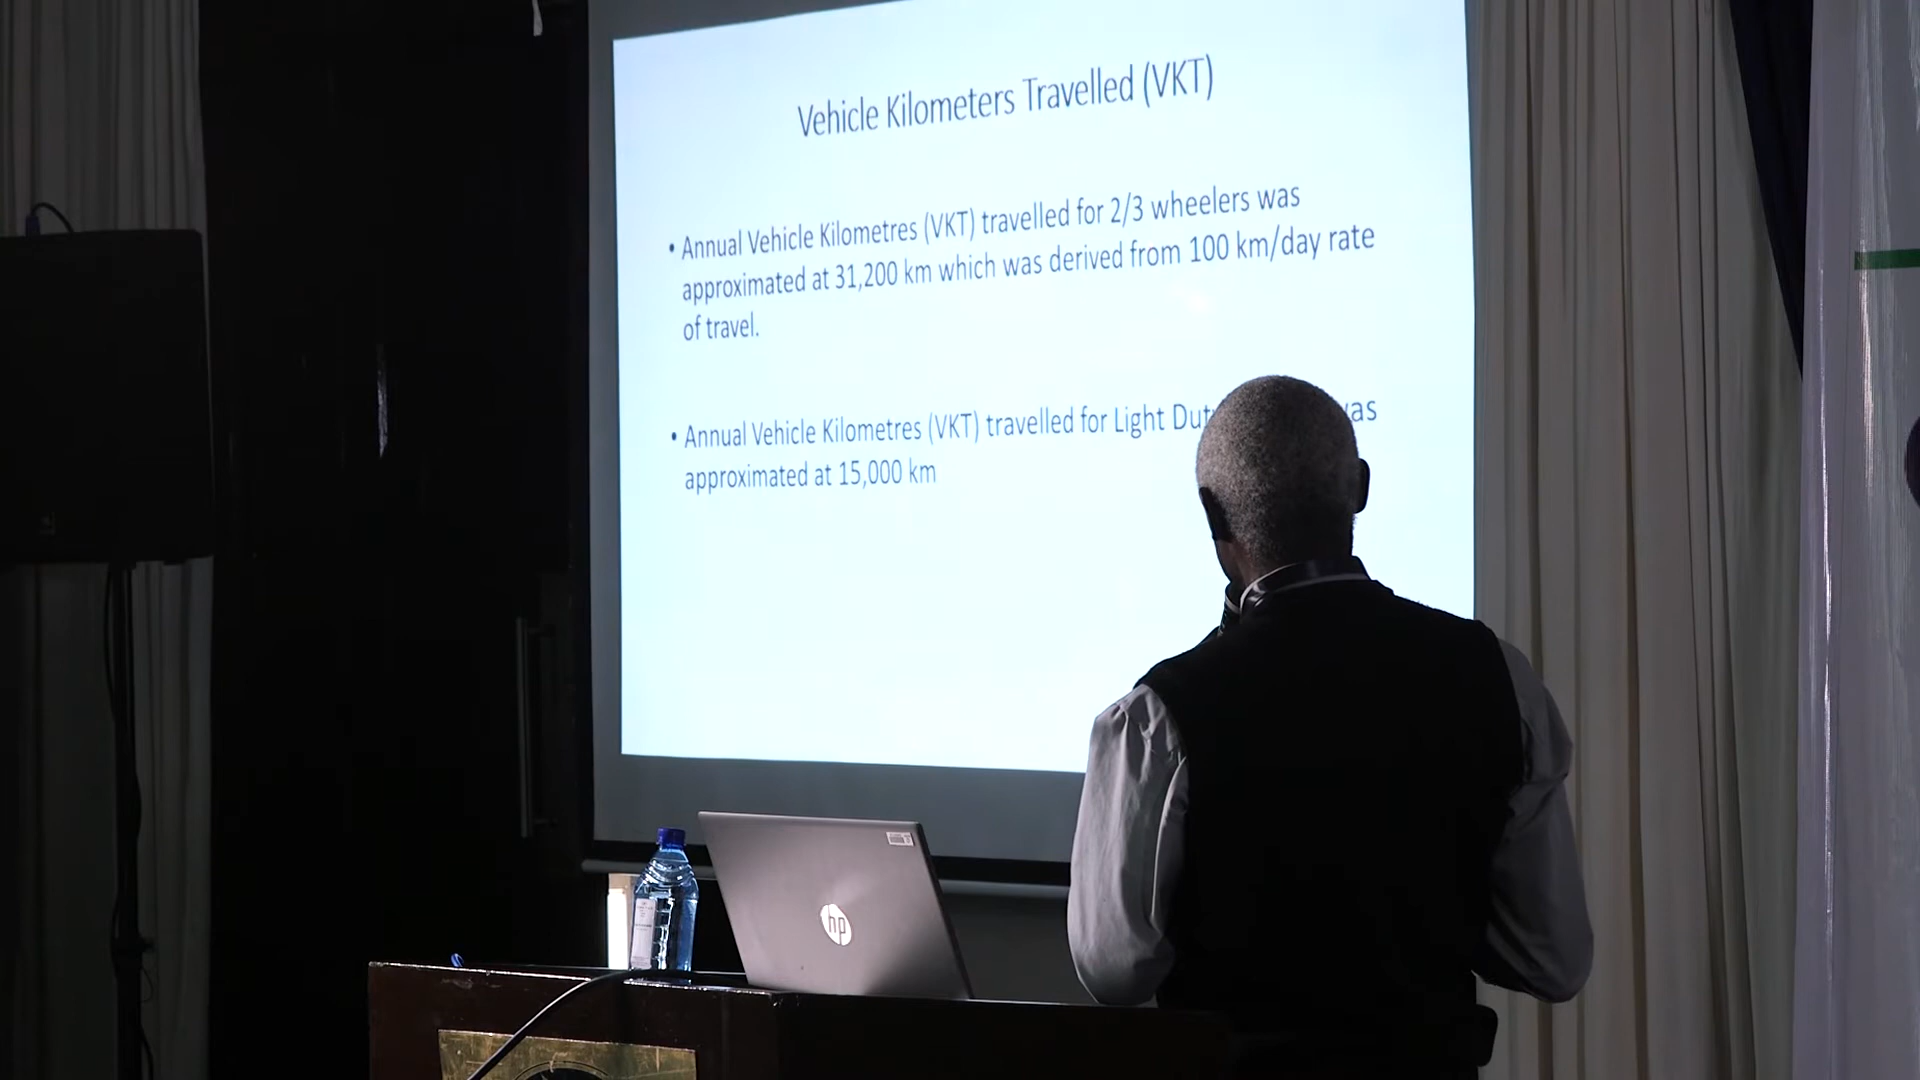 Vehicle Kilometers Travelled (VKT)
• Annual Vehicle Kilometres (VKT) travelled for 2/3 wheelers was
approximated at 31,200 km which was derived from 100 km/day rate
of travel.
• Annual Vehicle Kilometres (VKT) travelled for Light
approximated at 15,000 km
hp